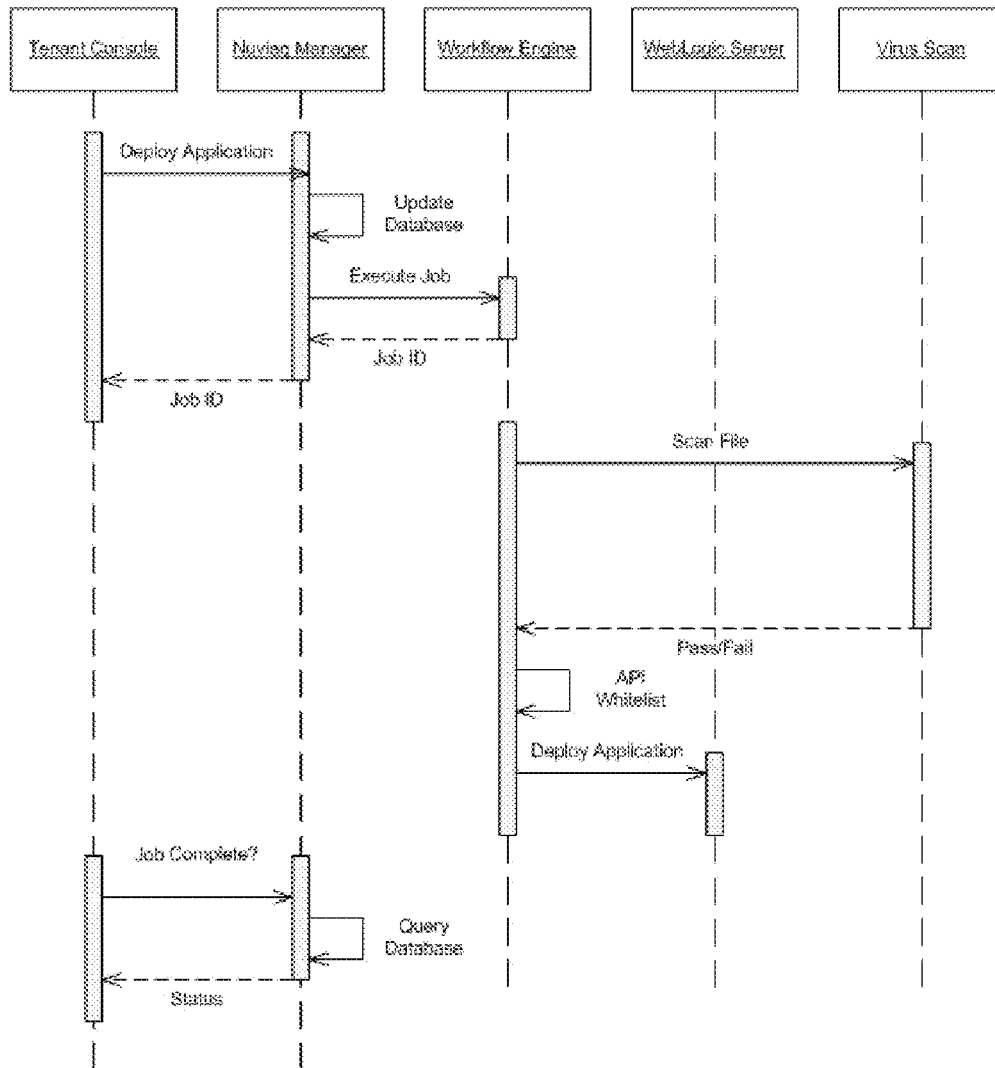 Tenant Console
Nuvlaq Manager
Workflow Engine
WebLogic Server
Virus Scan
Deploy Application
Update
Database
Execute Job
Job ID
Job ID
Scan File
Pass/Fail
API
Whitelist
Deploy Application
Job Complete?
Query
Database
Status